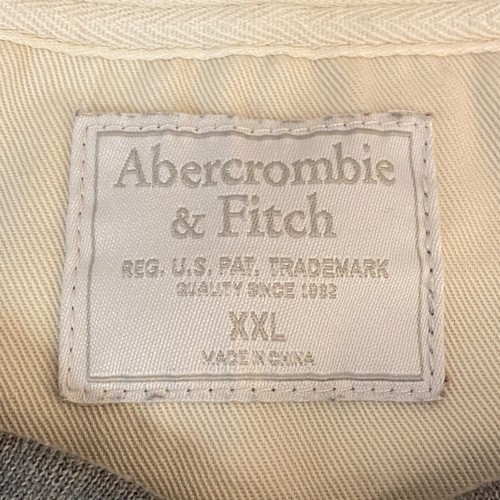 Abercrombie
& Fitch
REG. U.S. PAT. TRADEMARK
QUALITY SINCE 1892
XXL
MADE IN CHINA